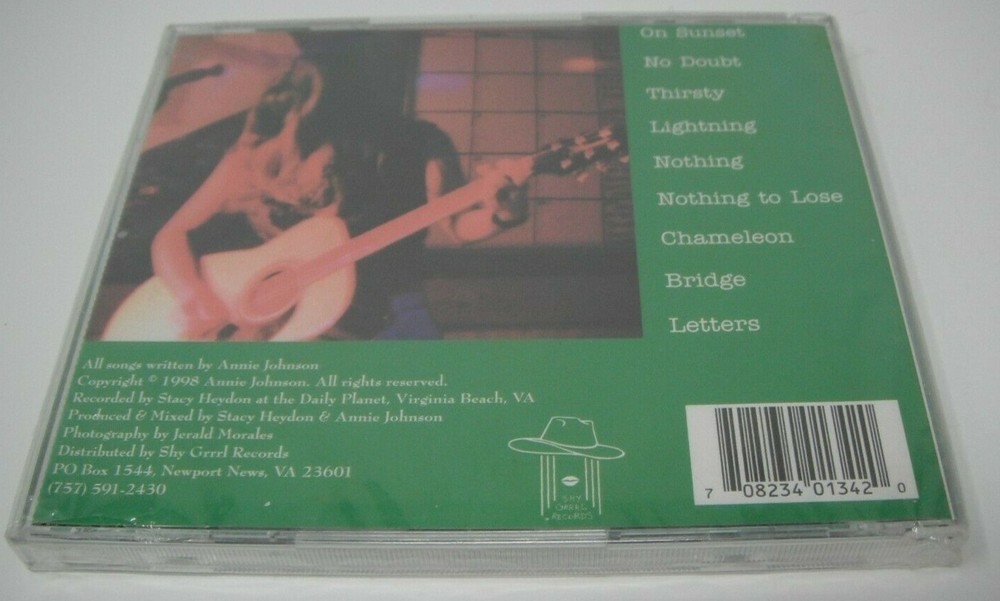 On Sunset
No Doubt
Thirsty
Lightning
Nothing
Nothing to Lose
Chameleon
Bridge
Letters
All songs written by Annie Johnson
Copyright © 1998 Annie Johnson. All rights reserved.
Recorded by Stacy Heydon at the Daily Planet, Virginia Beach, VA
Produced & Mixed by Stacy Heydon & Annie Johnson
Photography by Jerald Morales
Distributed by Shy Grrrl Records
PO Box 1544, Newport News, VA 23601
(757) 591-2430
SHY
GRRRL
RECORDS
7 08234 01342 0